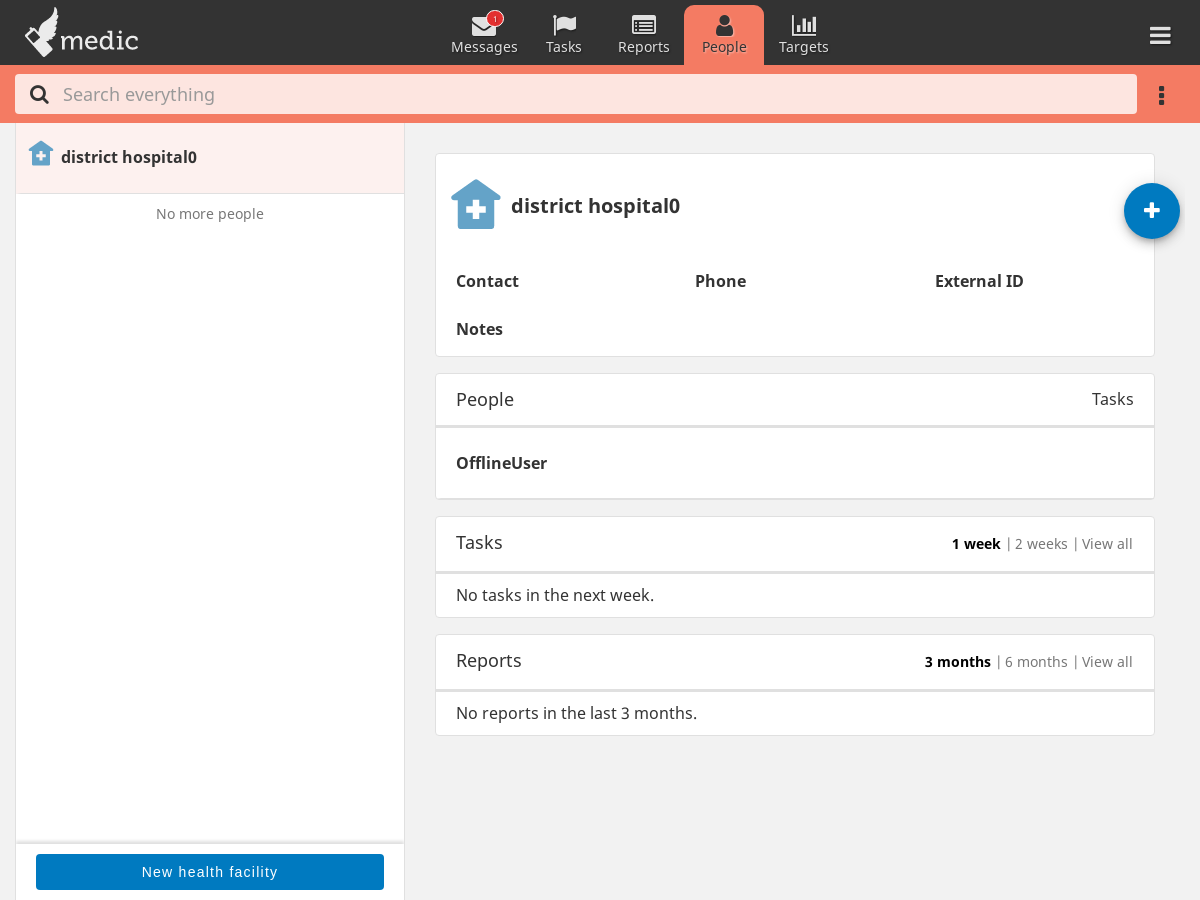 medic
Messages
1
Tasks
Reports
People
Targets
Search everything
district hospital0
No more people
New health facility
district hospital0
Contact
Phone
External ID
Notes
People
Tasks
OfflineUser
Tasks
1 week | 2 weeks | View all
No tasks in the next week.
Reports
3 months | 6 months | View all
No reports in the last 3 months.